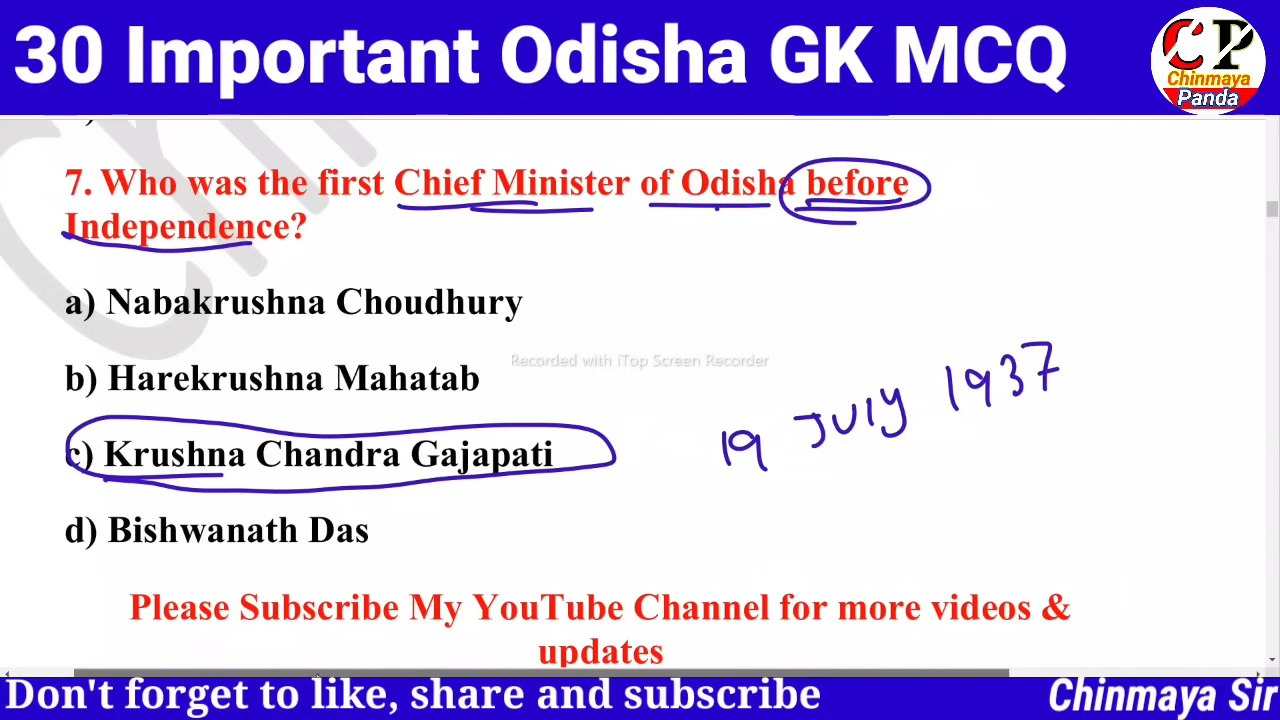 30 Important Odisha GK MCQ
CP
Chinmaya
Panda
7. Who was the first Chief Minister of Odisha before
Independence?
a) Nabakrushna Choudhury
Recorded with iTop Screen Recorder
b) Harekrushna Mahatab
19 July 1937
c) Krushna Chandra Gajapati
d) Bishwanath Das
Please Subscribe My YouTube Channel for more videos &
updates
Don't forget to like, share and subscribe
Chinmaya Sir